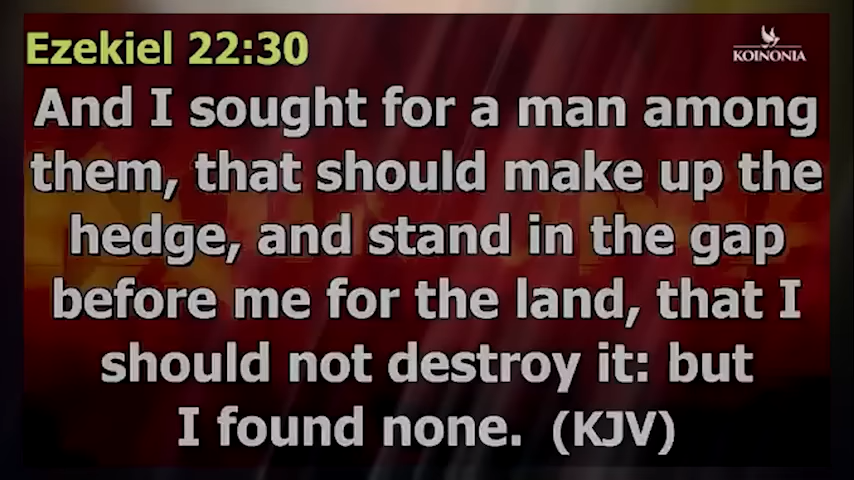 Ezekiel 22:30
KOINONIA
And I sought for a man among
them, that should make up the
hedge, and stand in the gap
before me for the land, that I
should not destroy it: but
I found none. (KJV)